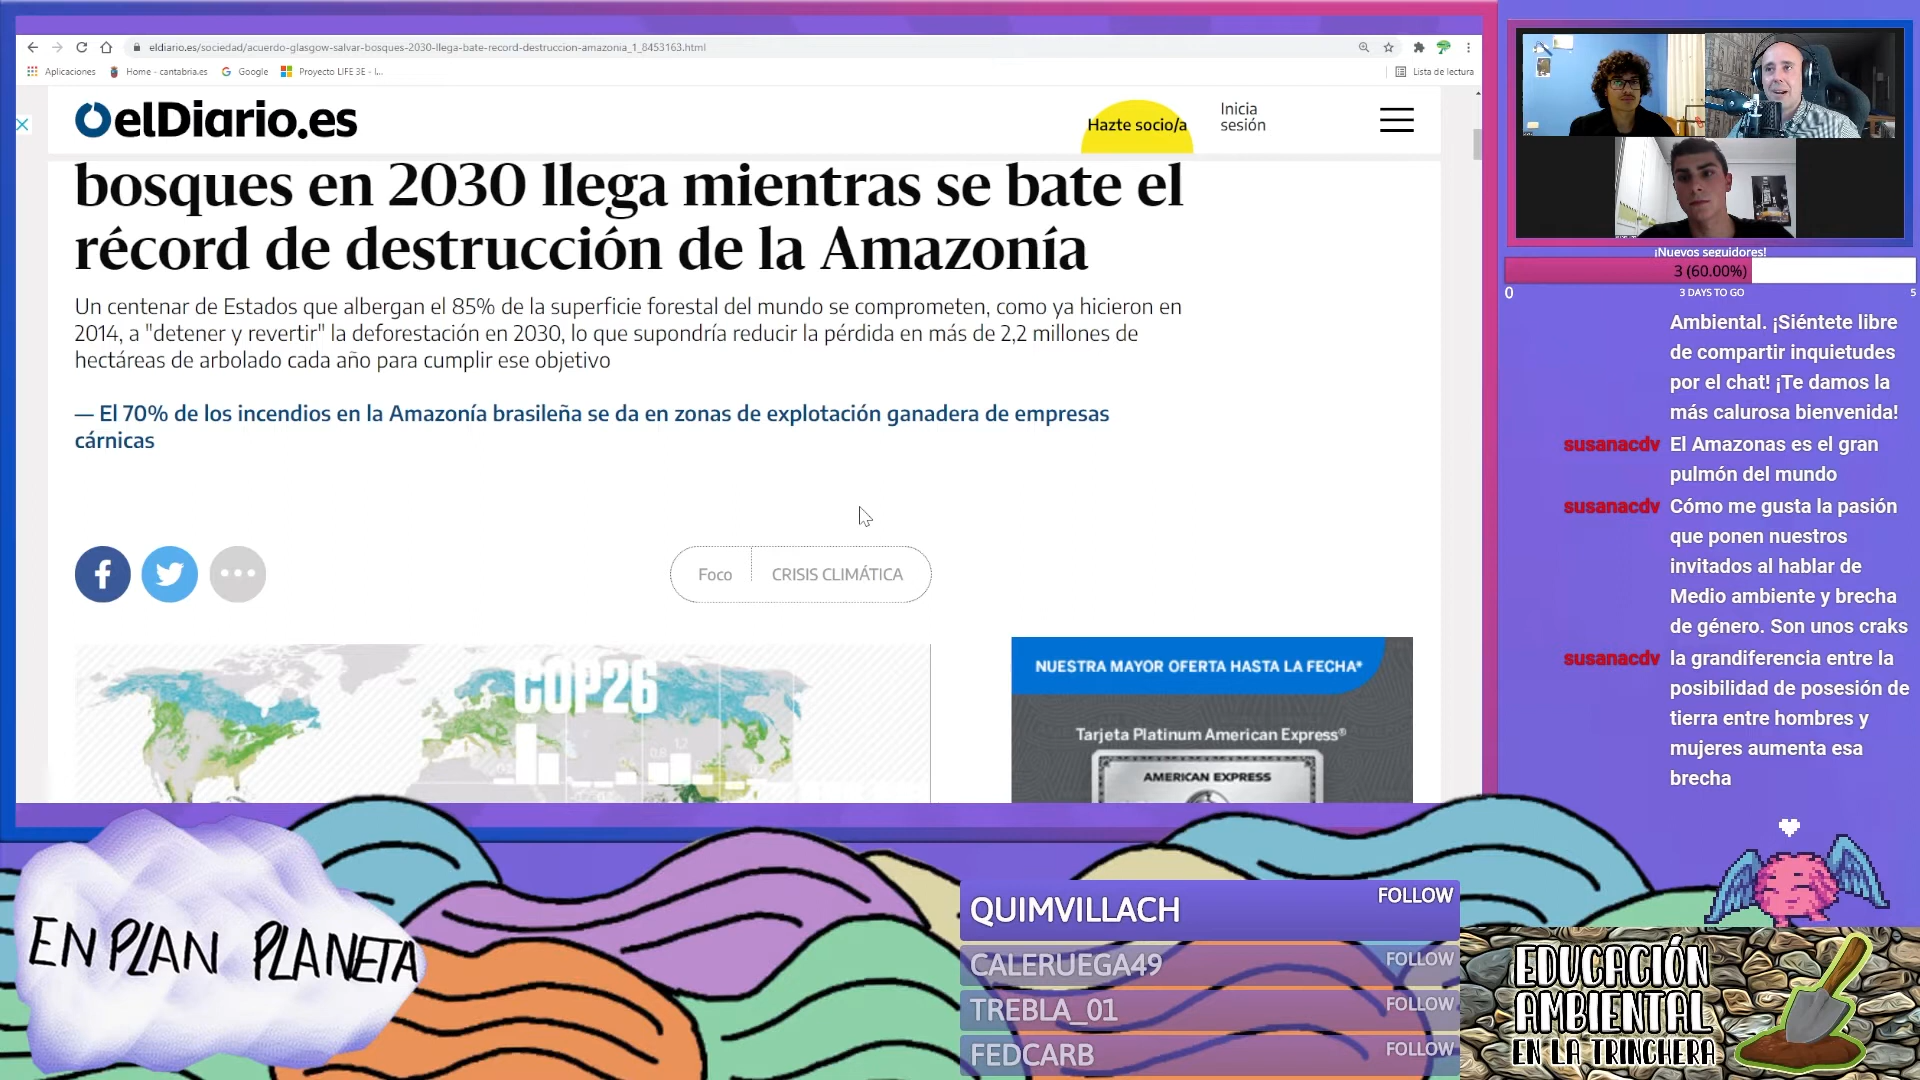 eldiario.es/sociedad/acuerdo-glasgow-salvar-bosques-2030-llega-bate-record-destruccion-amazonia_1_8453163.html
Aplicaciones
Home - cantabria.es
Google
Proyecto LIFE 3E - I...
Lista de lectura
elDiario.es
Hazte socio/a
Inicia
sesión
bosques en 2030 llega mientras se bate el
récord de destrucción de la Amazonía
Un centenar de Estados que albergan el 85% de la superficie forestal del mundo se comprometen, como ya hicieron en
2014, a "detener y revertir" la deforestación en 2030, lo que supondría reducir la pérdida en más de 2,2 millones de
hectáreas de arbolado cada año para cumplir ese objetivo
— El 70% de los incendios en la Amazonía brasileña se da en zonas de explotación ganadera de empresas
cárnicas
Foco
CRISIS CLIMÁTICA
COP26
NUESTRA MAYOR OFERTA HASTA LA FECHA*
Tarjeta Platinum American Express®
AMERICAN EXPRESS
¡Nuevos seguidores!
3 (60.00%)
0
3 DAYS TO GO
5
Ambiental. ¡Siéntete libre
de compartir inquietudes
por el chat! ¡Te damos la
más calurosa bienvenida!
susanacdv El Amazonas es el gran
pulmón del mundo
susanacdv Cómo me gusta la pasión
que ponen nuestros
invitados al hablar de
Medio ambiente y brecha
de género. Son unos craks
susanacdv la grandiferencia entre la
posibilidad de posesión de
tierra entre hombres y
mujeres aumenta esa
brecha
EN PLAN PLANETA
QUIMVILLACH FOLLOW
CALERUEGA49 FOLLOW
TREBLA_01 FOLLOW
FEDCARB FOLLOW
EDUCACIÓN
AMBIENTAL
EN LA TRINCHERA